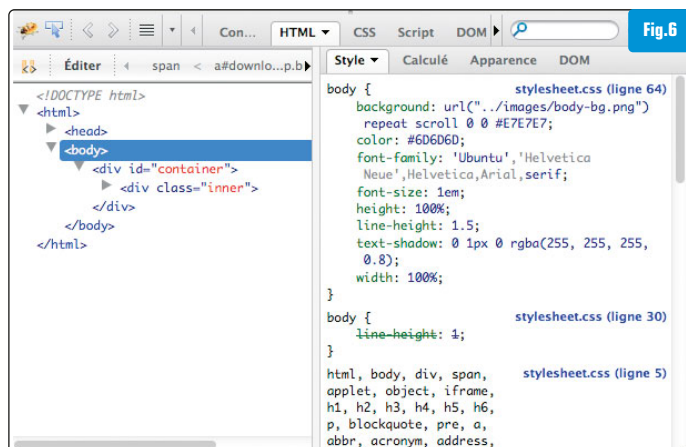 Con... HTML CSS Script DOM
Fig.6
Éditer span < a#downlo...p.b
Style Calculé Apparence DOM
<!DOCTYPE html>
<html>
<head>
<body>
<div id="container">
<div class="inner">
</div>
</body>
</html>
body { stylesheet.css (ligne 64)
background: url("../images/body-bg.png")
repeat scroll 0 0 #E7E7E7;
color: #6D6D6D;
font-family: 'Ubuntu','Helvetica
Neue',Helvetica,Arial,serif;
font-size: 1em;
height: 100%;
line-height: 1.5;
text-shadow: 0 1px 0 rgba(255, 255, 255,
0.8);
width: 100%;
}
body { stylesheet.css (ligne 30)
line-height: 1;
}
html, body, div, span, stylesheet.css (ligne 5)
applet, object, iframe,
h1, h2, h3, h4, h5, h6,
p, blockquote, pre, a,
abbr, acronym, address,